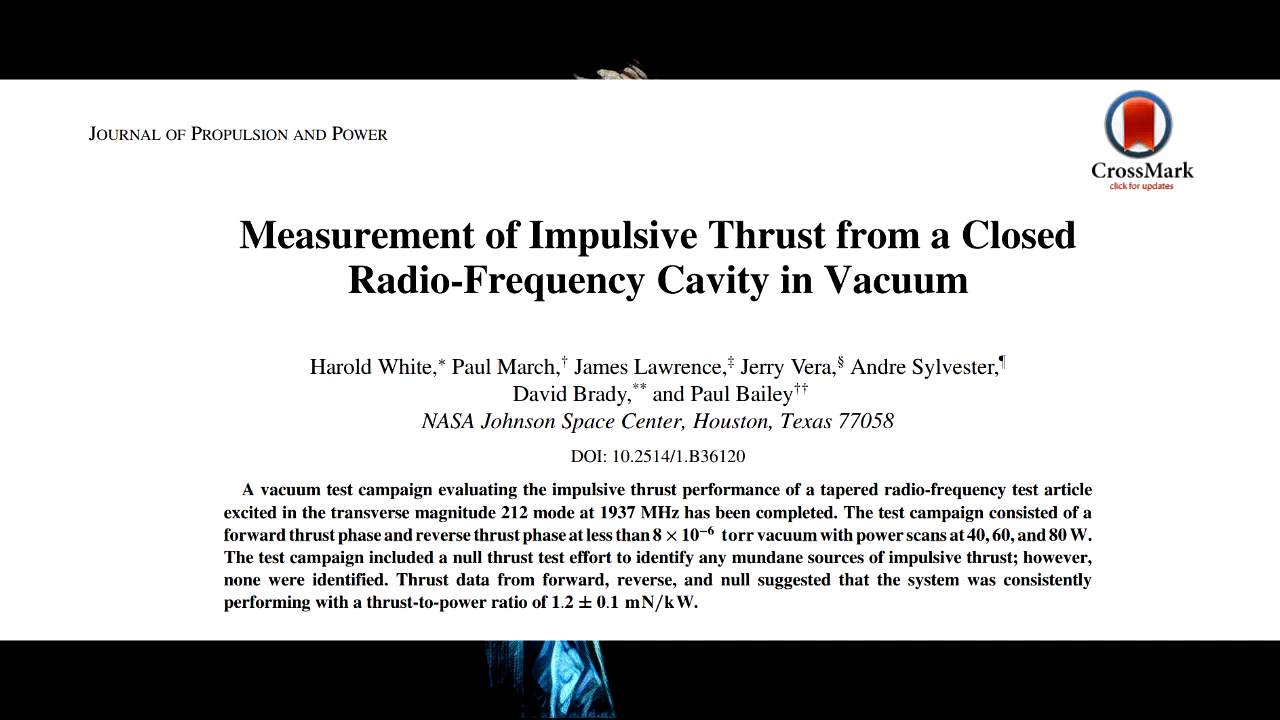 JOURNAL OF PROPULSION AND POWER
CrossMark
click for updates
Measurement of Impulsive Thrust from a Closed
Radio-Frequency Cavity in Vacuum
Harold White,* Paul March,† James Lawrence,‡ Jerry Vera,§ Andre Sylvester,¶
David Brady,** and Paul Bailey††
NASA Johnson Space Center, Houston, Texas 77058
DOI: 10.2514/1.B36120
A vacuum test campaign evaluating the impulsive thrust performance of a tapered radio-frequency test article
excited in the transverse magnitude 212 mode at 1937 MHz has been completed. The test campaign consisted of a
forward thrust phase and reverse thrust phase at less than 8 × 10⁻⁶ torr vacuum with power scans at 40, 60, and 80 W.
The test campaign included a null thrust test effort to identify any mundane sources of impulsive thrust; however,
none were identified. Thrust data from forward, reverse, and null suggested that the system was consistently
performing with a thrust-to-power ratio of 1.2 ± 0.1 mN/kW.